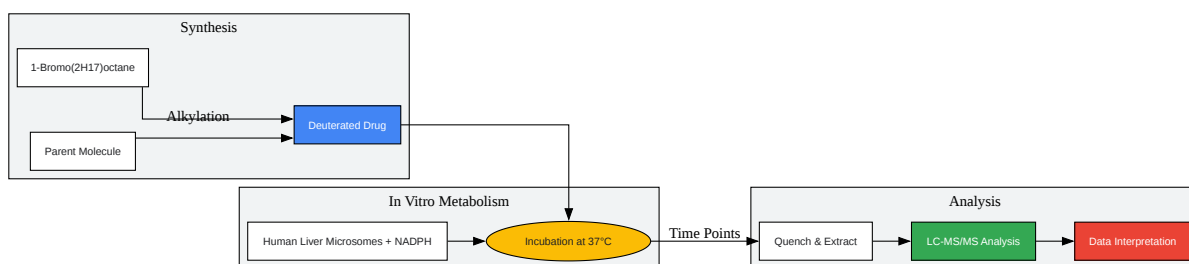 Synthesis
1-Bromo(2H17)octane
Alkylation
Deuterated Drug
Parent Molecule
In Vitro Metabolism
Human Liver Microsomes + NADPH
Incubation at 37°C
Time Points
Analysis
Quench & Extract
LC-MS/MS Analysis
Data Interpretation